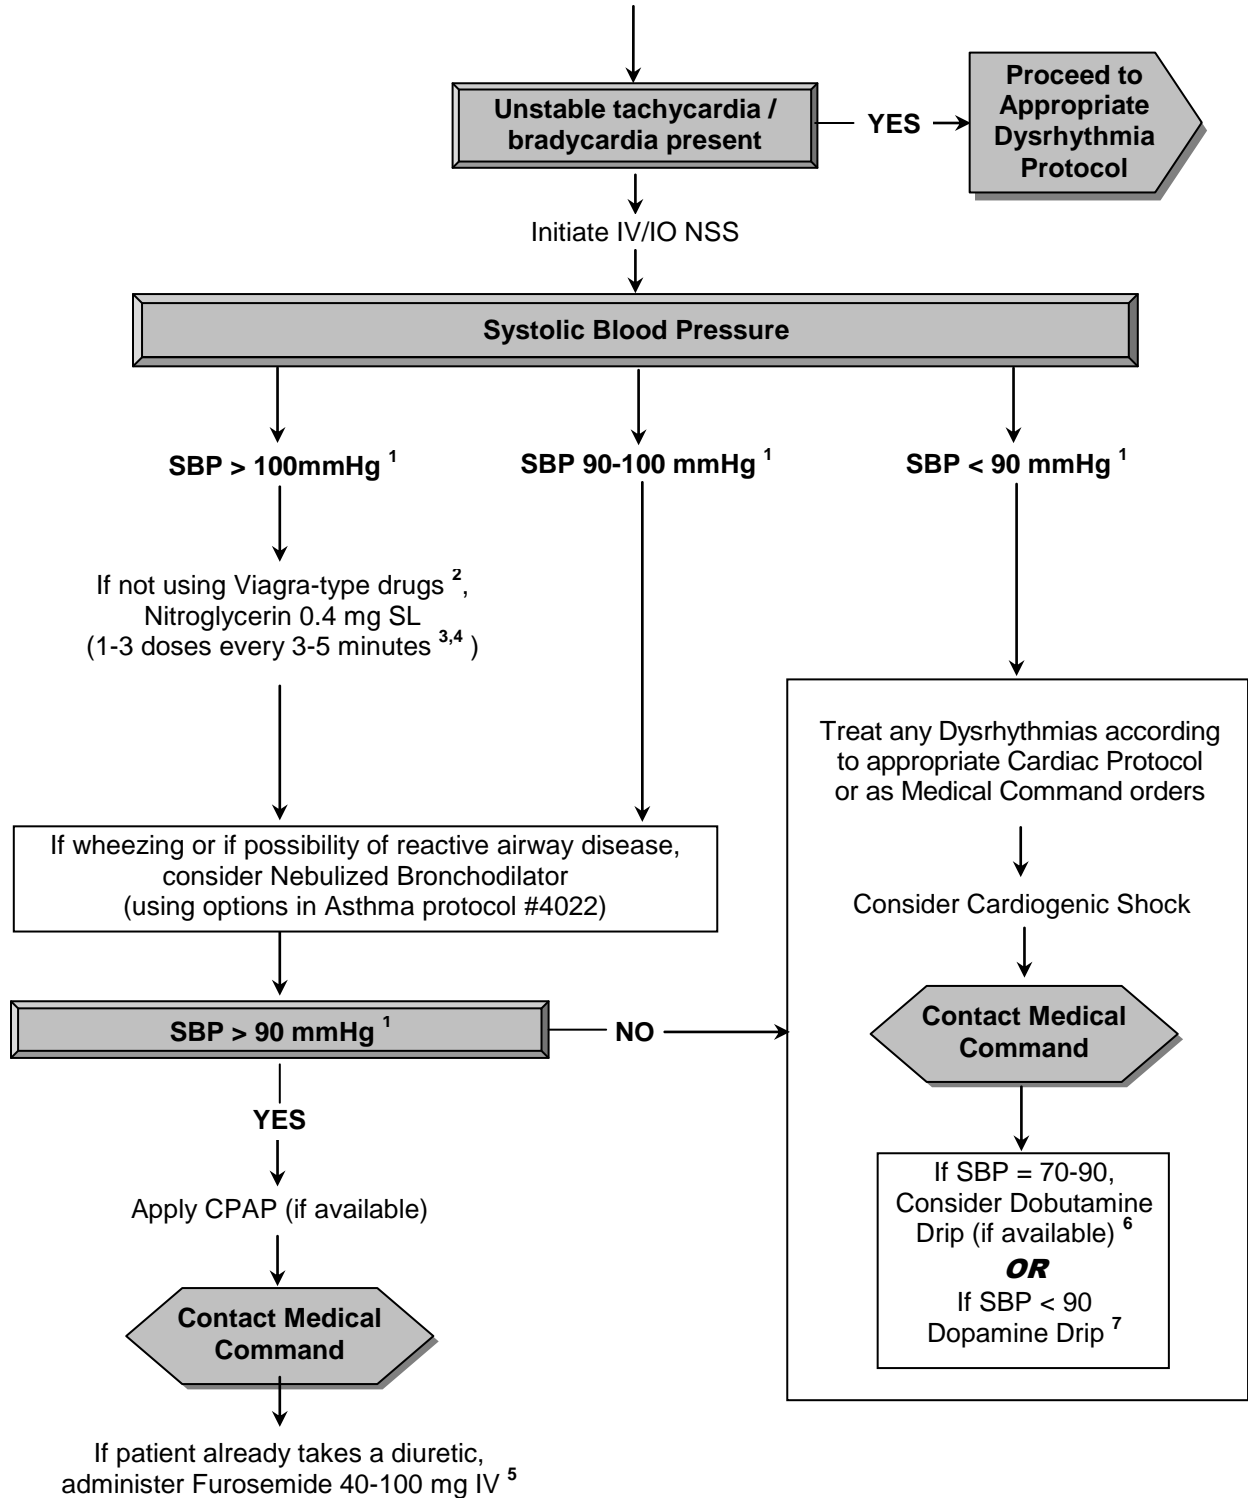 Unstable tachycardia /
bradycardia present
YES
Proceed to
Appropriate
Dysrhythmia
Protocol
Initiate IV/IO NSS
Systolic Blood Pressure
SBP > 100mmHg 1
SBP 90-100 mmHg 1
SBP < 90 mmHg 1
If not using Viagra-type drugs 2,
Nitroglycerin 0.4 mg SL
(1-3 doses every 3-5 minutes 3,4 )
If wheezing or if possibility of reactive airway disease,
consider Nebulized Bronchodilator
(using options in Asthma protocol #4022)
SBP > 90 mmHg 1
NO
YES
Apply CPAP (if available)
Contact Medical
Command
If patient already takes a diuretic,
administer Furosemide 40-100 mg IV 5
Treat any Dysrhythmias according
to appropriate Cardiac Protocol
or as Medical Command orders
Consider Cardiogenic Shock
Contact Medical
Command
If SBP = 70-90,
Consider Dobutamine
Drip (if available) 6
OR
If SBP < 90
Dopamine Drip 7